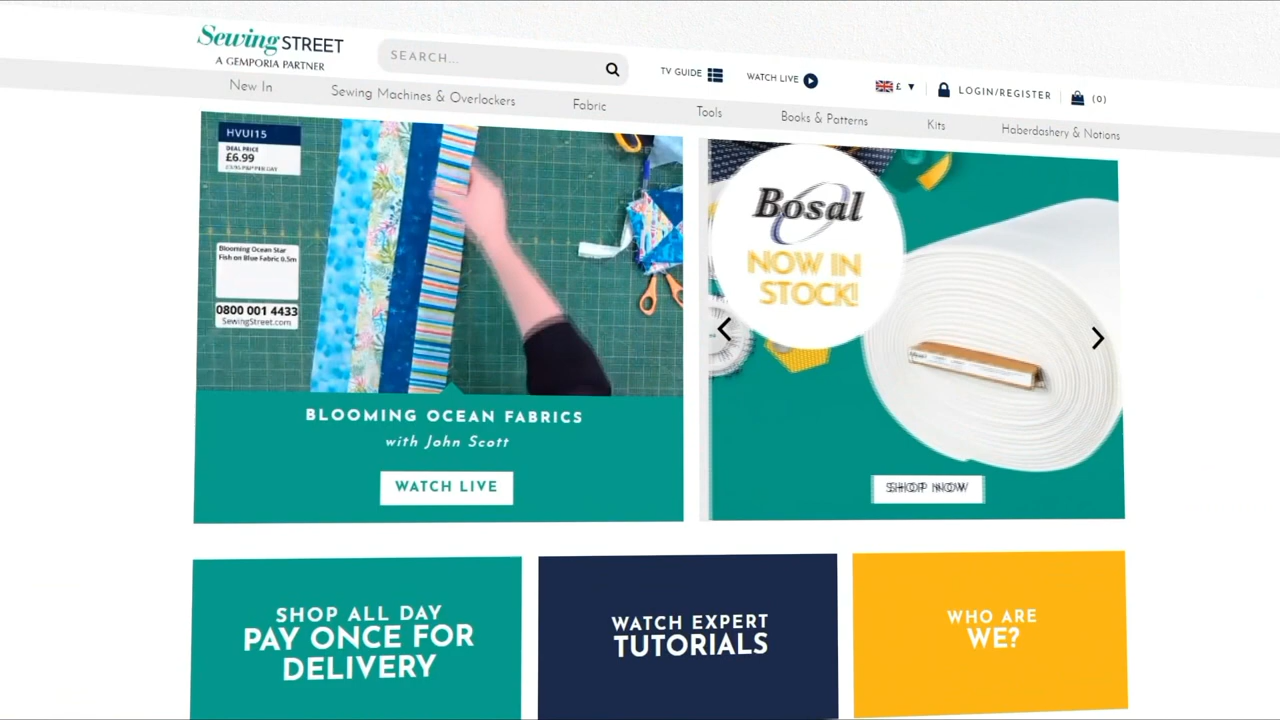 Sewing STREET
A GEMPORIA PARTNER
SEARCH...
TV GUIDE
WATCH LIVE
£
LOGIN/REGISTER
(0)
New In
Sewing Machines & Overlockers
Fabric
Tools
Books & Patterns
Kits
Haberdashery & Notions
HVUI15
DEAL PRICE
£6.99
Blooming Ocean Star
Fish on Blue Fabric 0.5m
0800 001 4433
SewingStreet.com
BLOOMING OCEAN FABRICS
with John Scott
WATCH LIVE
Bosal
NOW IN
STOCK!
SHOP NOW
SHOP ALL DAY
PAY ONCE FOR
DELIVERY
WATCH EXPERT
TUTORIALS
WHO ARE
WE?